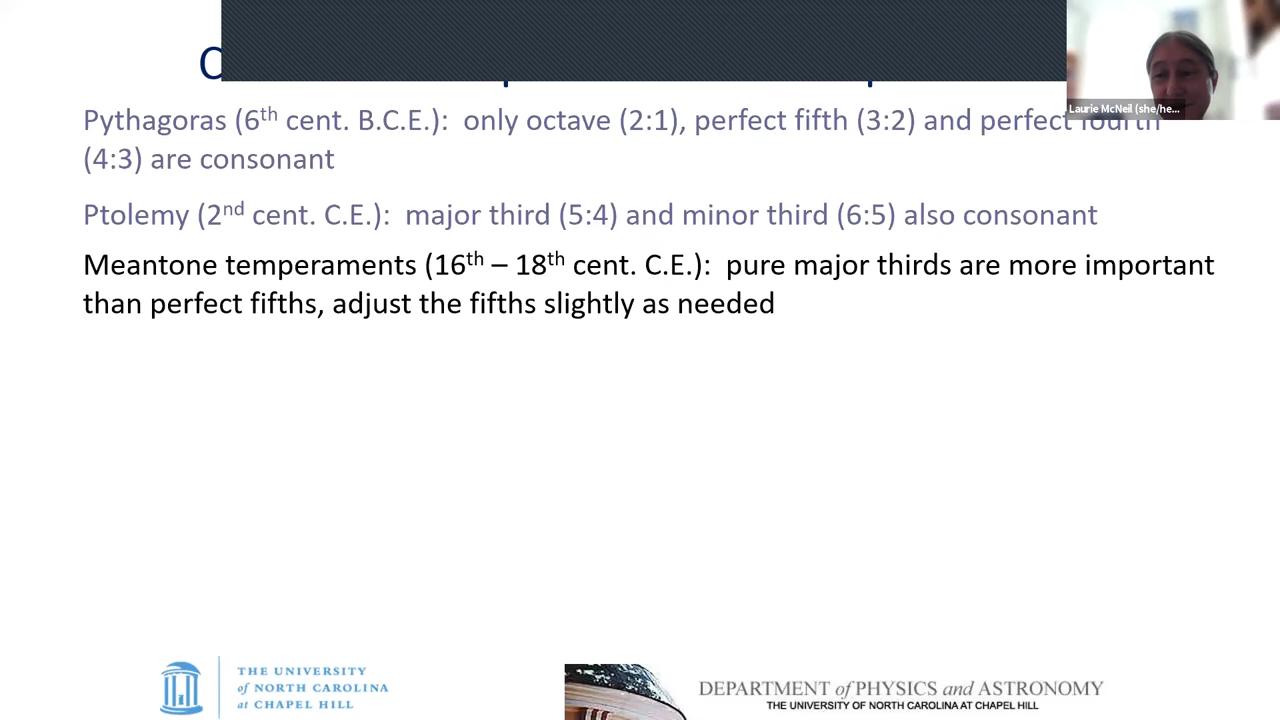 Pythagoras (6th cent. B.C.E.):  only octave (2:1), perfect fifth (3:2) and perfect fourth
(4:3) are consonant
Ptolemy (2nd cent. C.E.):  major third (5:4) and minor third (6:5) also consonant
Meantone temperaments (16th – 18th cent. C.E.):  pure major thirds are more important
than perfect fifths, adjust the fifths slightly as needed
Laurie McNeil (she/he...
THE UNIVERSITY
of NORTH CAROLINA
at CHAPEL HILL
DEPARTMENT of PHYSICS and ASTRONOMY
THE UNIVERSITY OF NORTH CAROLINA AT CHAPEL HILL